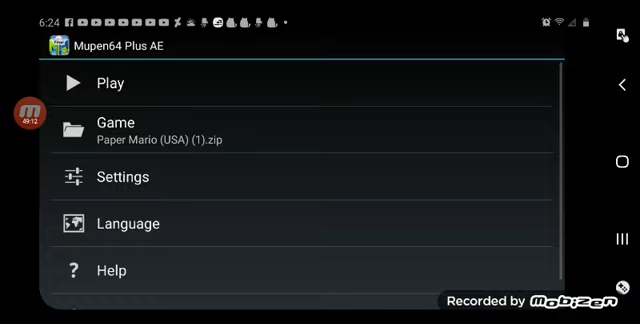 6:24
Mupen64 Plus AE
Play
49:12
Game
Paper Mario (USA) (1).zip
Settings
Language
? Help
Recorded by mobizen